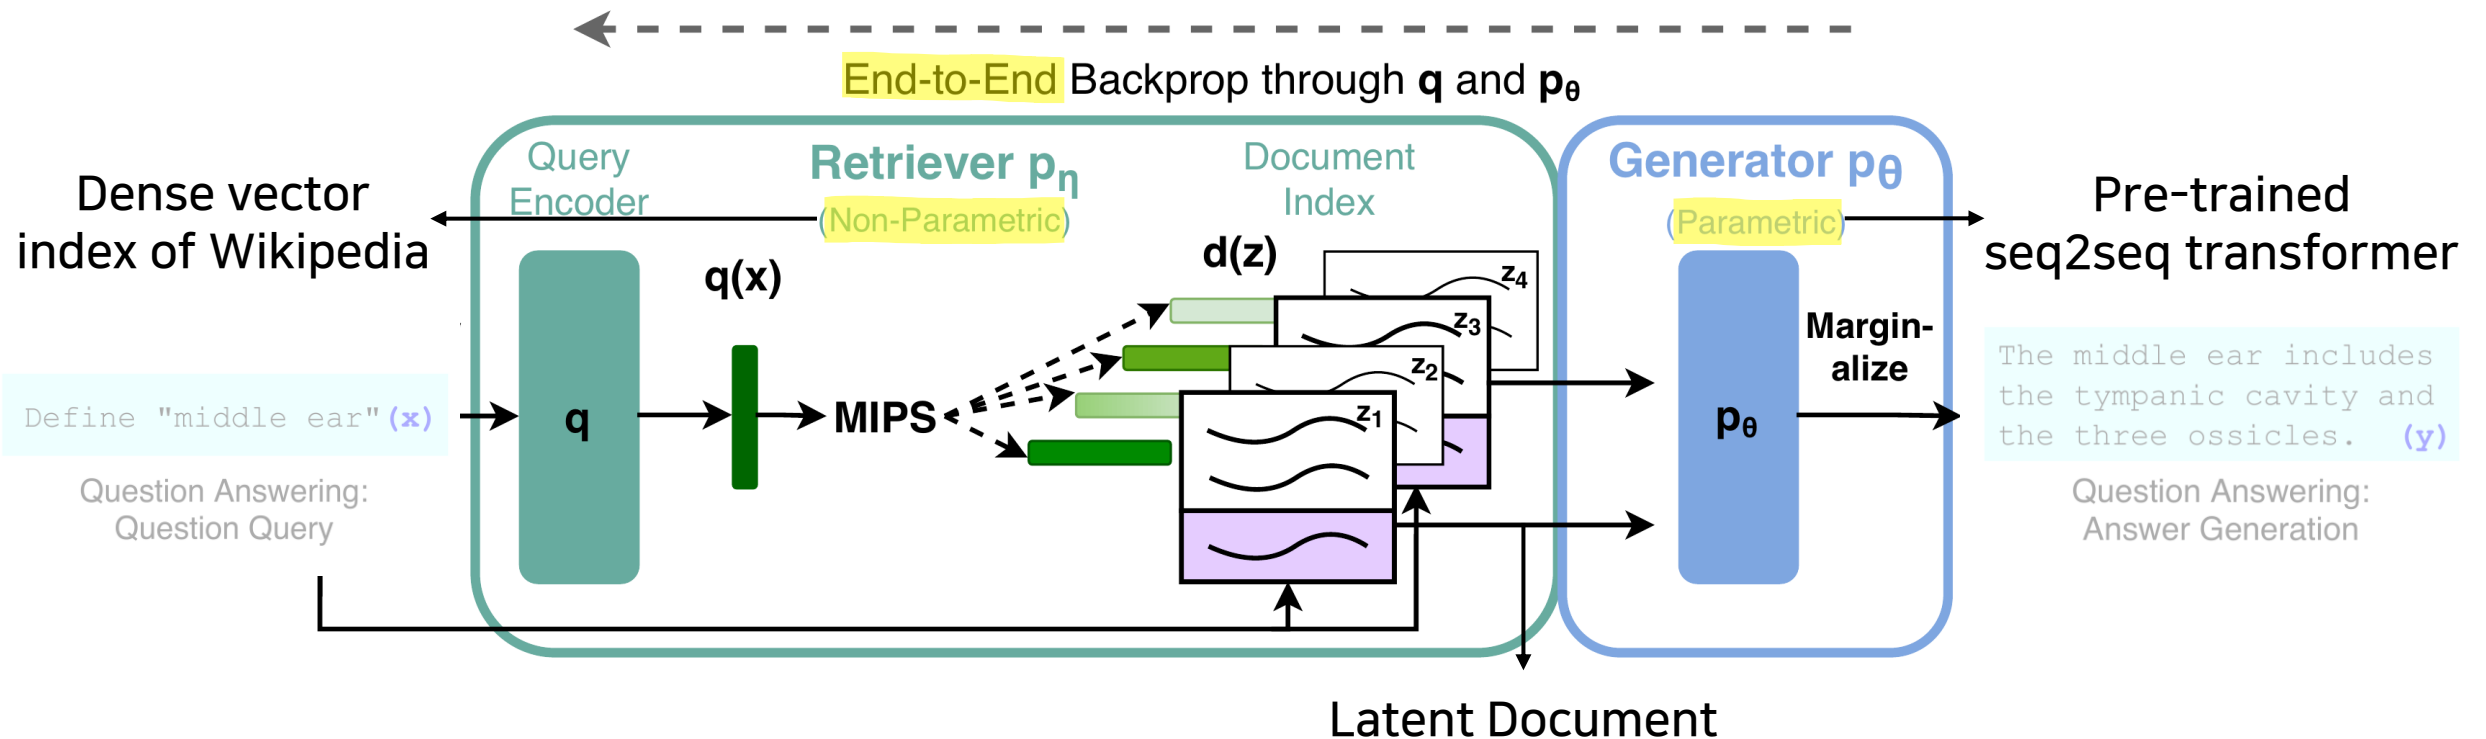 End-to-End Backprop through q and pθ
Dense vector
index of Wikipedia
Define "middle ear"(x)
Question Answering:
Question Query
Query
Encoder
Retriever pη
(Non-Parametric)
Document
Index
q
q(x)
MIPS
d(z)
z4
z3
z2
z1
Generator pθ
(Parametric)
pθ
Margin-
alize
Pre-trained
seq2seq transformer
The middle ear includes
the tympanic cavity and
the three ossicles. (y)
Question Answering:
Answer Generation
Latent Document